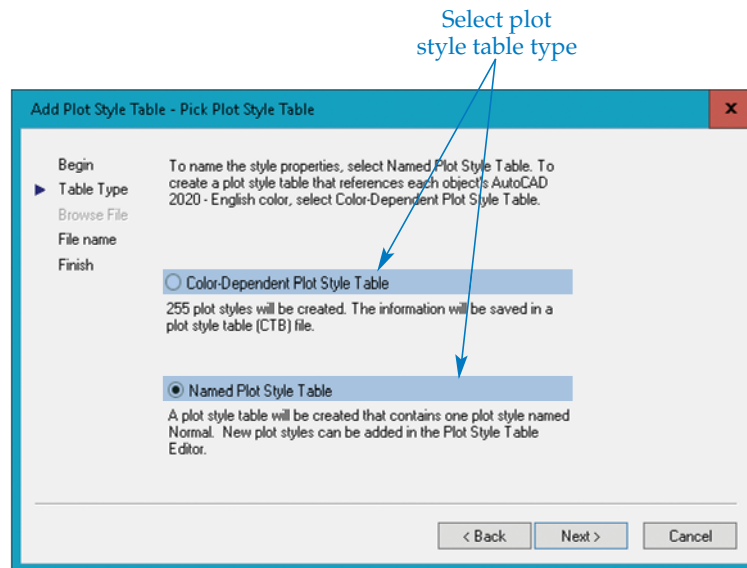 Select plot
style table type
Add Plot Style Table - Pick Plot Style Table
x
Begin
Table Type
Browse File
File name
Finish
To name the style properties, select Named Plot Style Table. To
create a plot style table that references each object's AutoCAD
2020 - English color, select Color-Dependent Plot Style Table.
Color-Dependent Plot Style Table
255 plot styles will be created. The information will be saved in a
plot style table (CTB) file.
Named Plot Style Table
A plot style table will be created that contains one plot style named
Normal. New plot styles can be added in the Plot Style Table
Editor.
< Back
Next >
Cancel